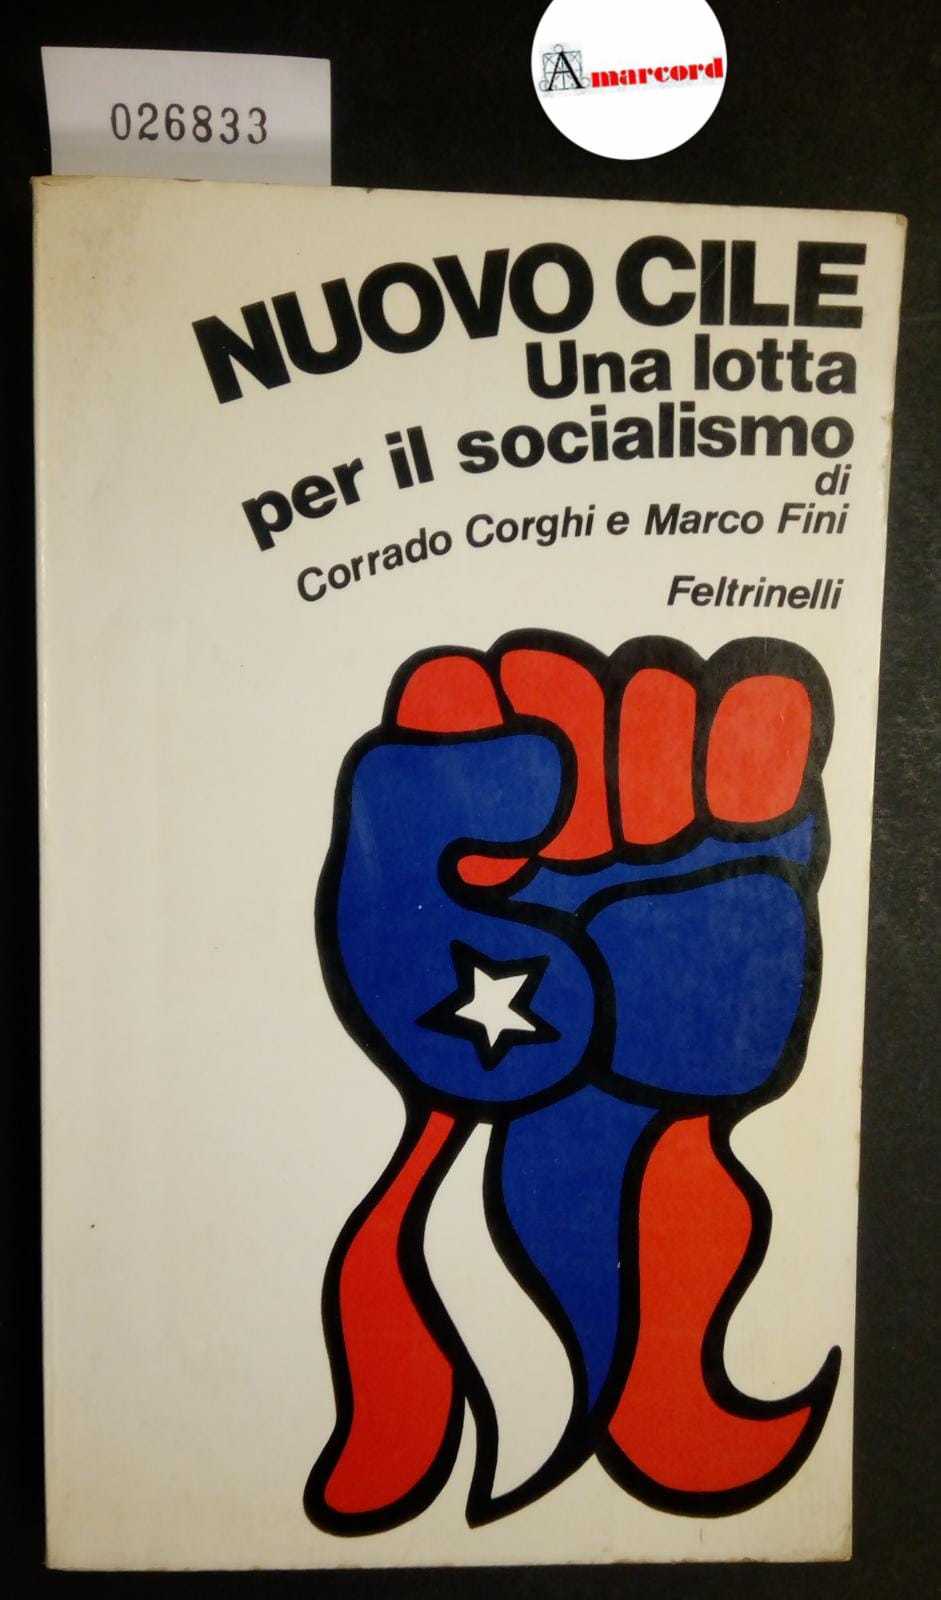 Amarcord
026833
NUOVO CILE
Una lotta
per il socialismo
di
Corrado Corghi e Marco Fini
Feltrinelli